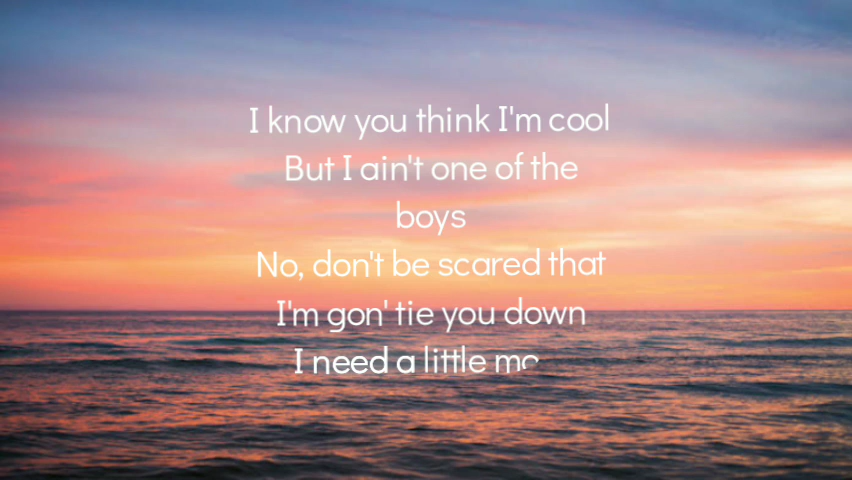 I know you think I'm cool
But I ain't one of the
boys
No, don't be scared that
I'm gon' tie you down
I need a little